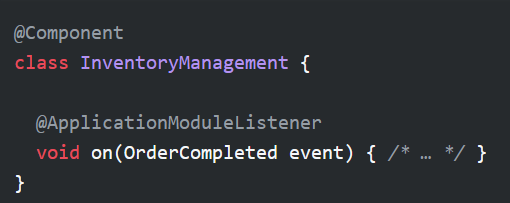 @Component
class InventoryManagement {
@ApplicationModuleListener
void on(OrderCompleted event) { /* … */ }
}